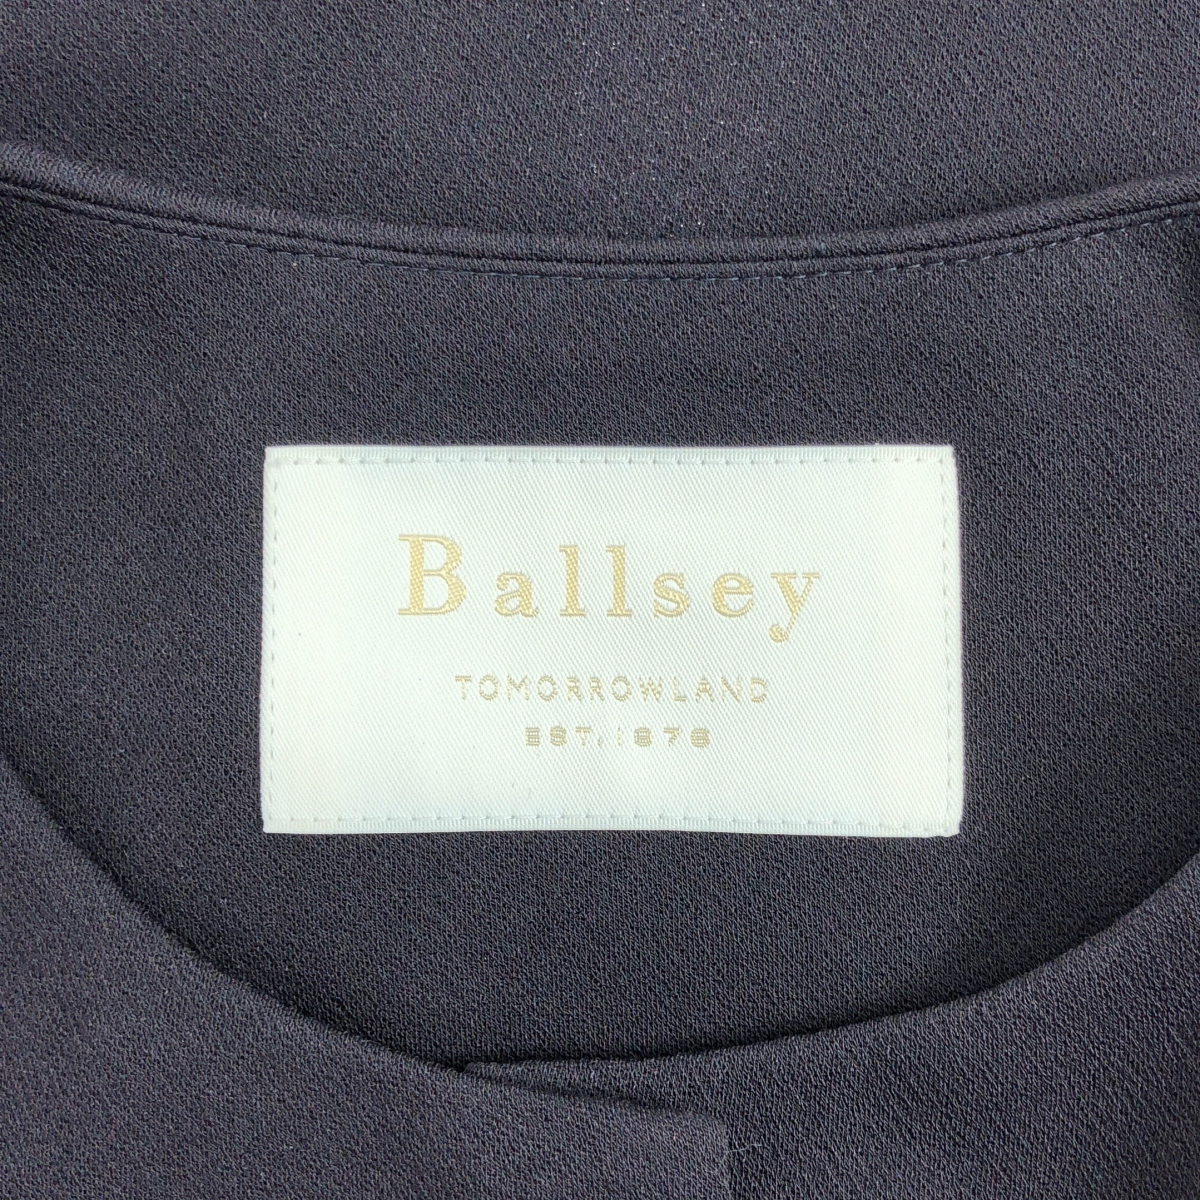 Ballsey
TOMORROWLAND
EST. 1978